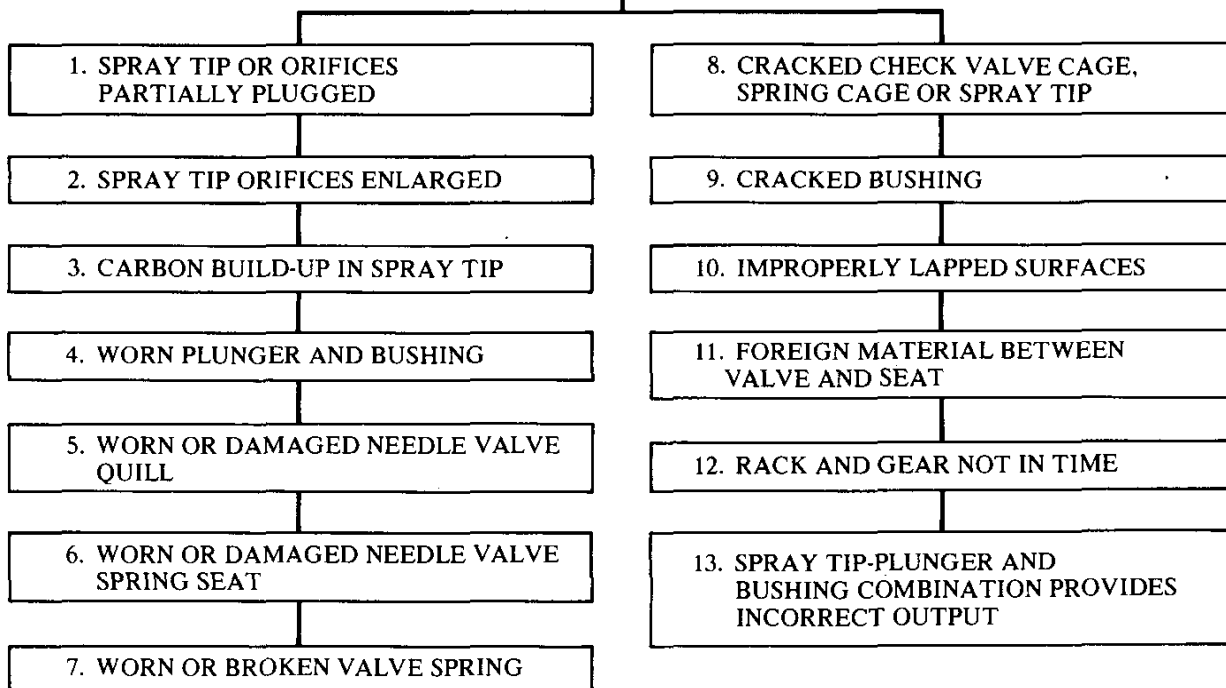 1. SPRAY TIP OR ORIFICES
PARTIALLY PLUGGED
2. SPRAY TIP ORIFICES ENLARGED
3. CARBON BUILD-UP IN SPRAY TIP
4. WORN PLUNGER AND BUSHING
5. WORN OR DAMAGED NEEDLE VALVE
QUILL
6. WORN OR DAMAGED NEEDLE VALVE
SPRING SEAT
7. WORN OR BROKEN VALVE SPRING
8. CRACKED CHECK VALVE CAGE,
SPRING CAGE OR SPRAY TIP
9. CRACKED BUSHING
10. IMPROPERLY LAPPED SURFACES
11. FOREIGN MATERIAL BETWEEN
VALVE AND SEAT
12. RACK AND GEAR NOT IN TIME
13. SPRAY TIP-PLUNGER AND
BUSHING COMBINATION PROVIDES
INCORRECT OUTPUT